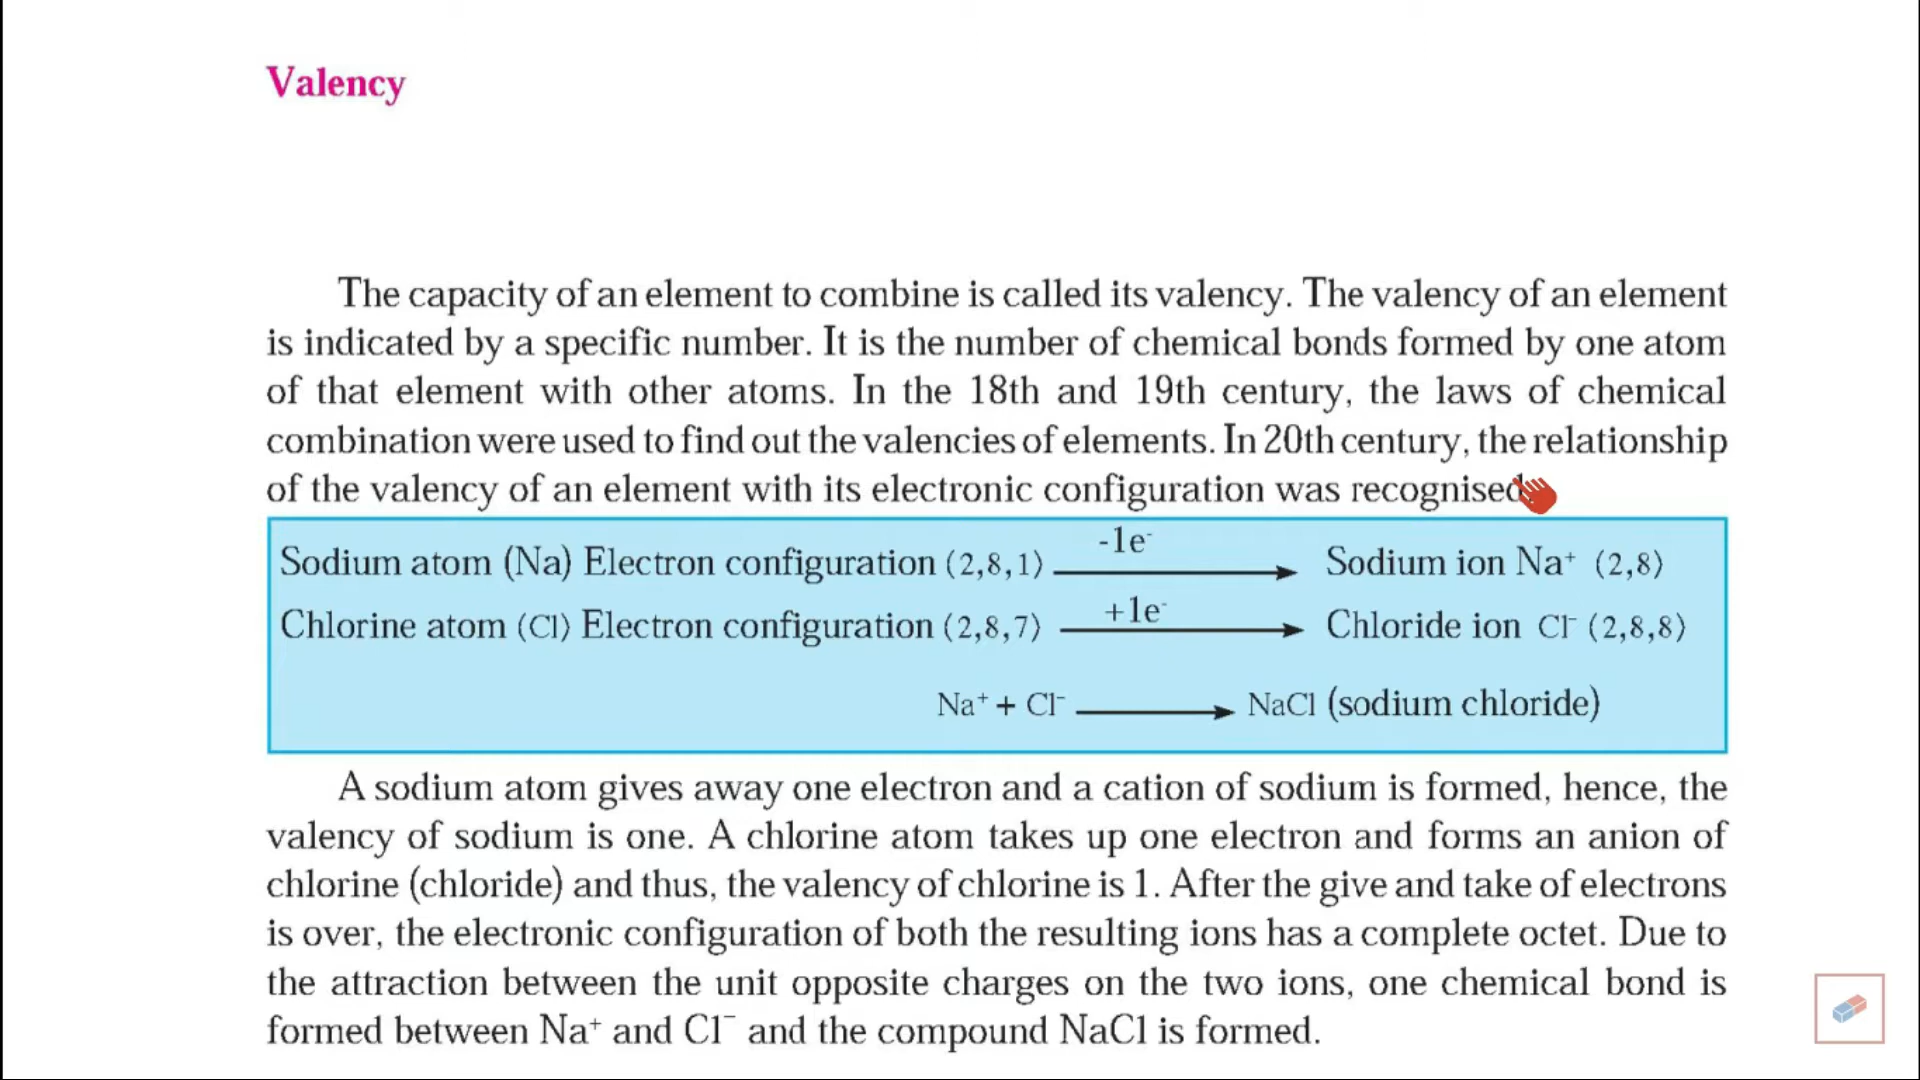 Valency
The capacity of an element to combine is called its valency. The valency of an element
is indicated by a specific number. It is the number of chemical bonds formed by one atom
of that element with other atoms. In the 18th and 19th century, the laws of chemical
combination were used to find out the valencies of elements. In 20th century, the relationship
of the valency of an element with its electronic configuration was recognised
-1e⁻
Sodium atom (Na) Electron configuration (2,8,1) ⟶ Sodium ion Na⁺ (2,8)
+1e⁻
Chlorine atom (Cl) Electron configuration (2,8,7) ⟶ Chloride ion Cl⁻ (2,8,8)
Na⁺ + Cl⁻ ⟶ NaCl (sodium chloride)
A sodium atom gives away one electron and a cation of sodium is formed, hence, the
valency of sodium is one. A chlorine atom takes up one electron and forms an anion of
chlorine (chloride) and thus, the valency of chlorine is 1. After the give and take of electrons
is over, the electronic configuration of both the resulting ions has a complete octet. Due to
the attraction between the unit opposite charges on the two ions, one chemical bond is
formed between Na⁺ and Cl⁻ and the compound NaCl is formed.